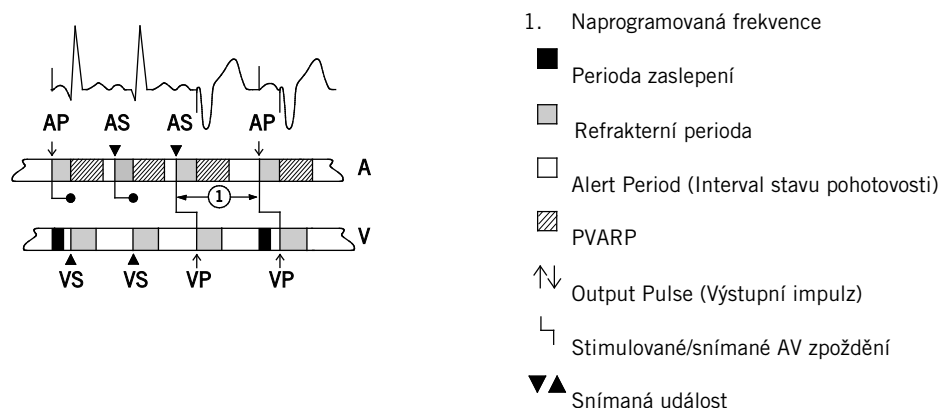 AP AS AS AP
A
1
V
VS VS VP VP
1. Naprogramovaná frekvence
Perioda zaslepení
Refrakterní perioda
Alert Period (Interval stavu pohotovosti)
PVARP
Output Pulse (Výstupní impulz)
Stimulované/snímané AV zpoždění
Snímaná událost